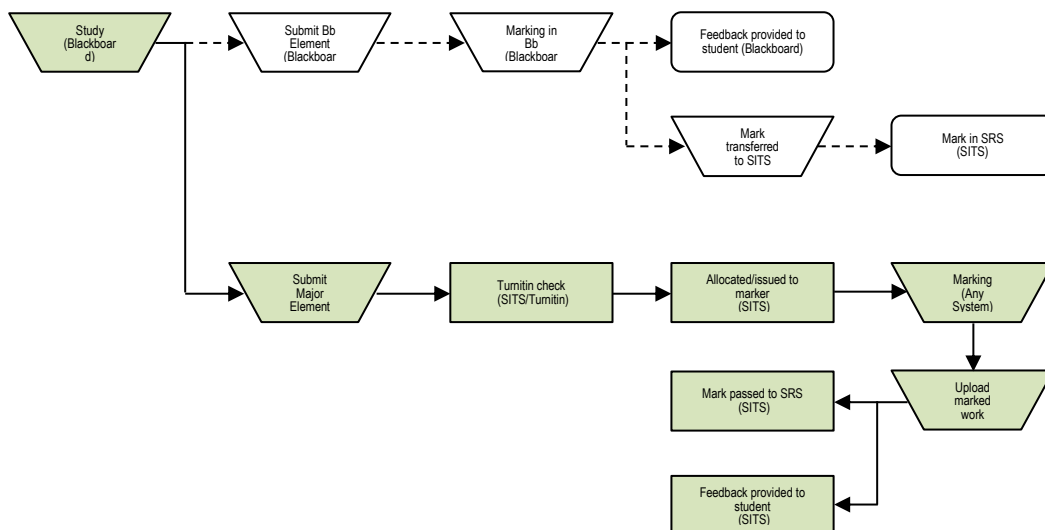 Study
(Blackboar
d)
Submit Bb
Element
(Blackboar
Marking in
Bb
(Blackboar
Feedback provided to
student (Blackboard)
Mark
transferred
to SITS
Mark in SRS
(SITS)
Submit
Major
Element
Turnitin check
(SITS/Turnitin)
Allocated/issued to
marker
(SITS)
Marking
(Any
System)
Mark passed to SRS
(SITS)
Upload
marked
work
Feedback provided to
student
(SITS)